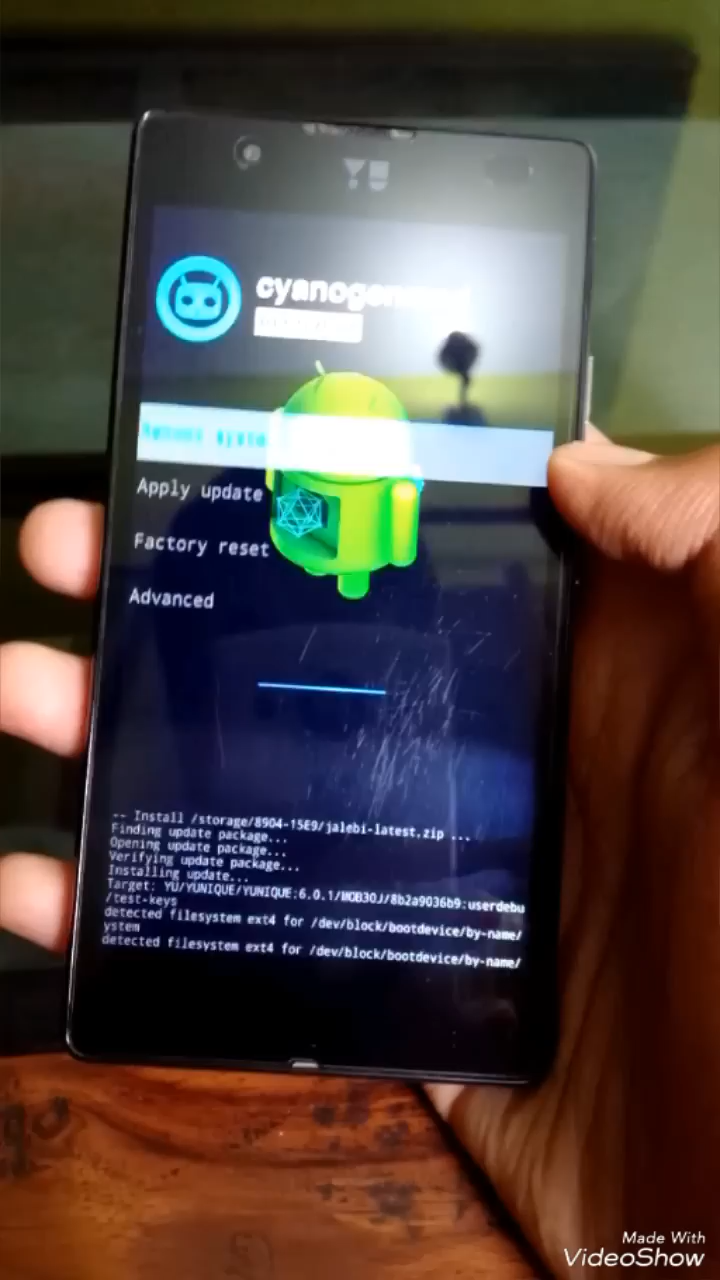 YU
Reboot system
Apply update
Factory reset
Advanced
-- Install /storage/8904-15E9/jalebi-latest.zip ...
Finding update package...
Opening update package...
Verifying update package...
Installing update...
Target: YU/YUNIQUE/YUNIQUE:6.0.1/MOB30J/8b2a9036b9:userdebu
/test-keys
detected filesystem ext4 for /dev/block/bootdevice/by-name/
ystem
detected filesystem ext4 for /dev/block/bootdevice/by-name/
Made With
VideoShow